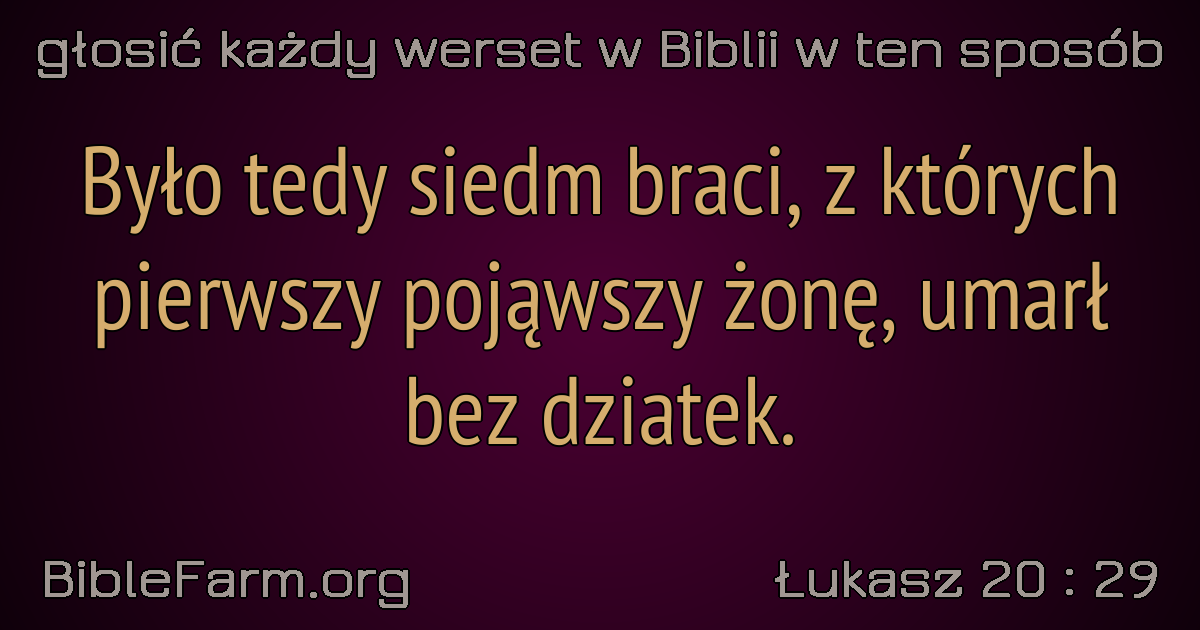 głosić każdy werset w Biblii w ten sposób
Było tedy siedm braci, z których
pierwszy pojąwszy żonę, umarł
bez dziatek.
BibleFarm.org
Łukasz 20 : 29